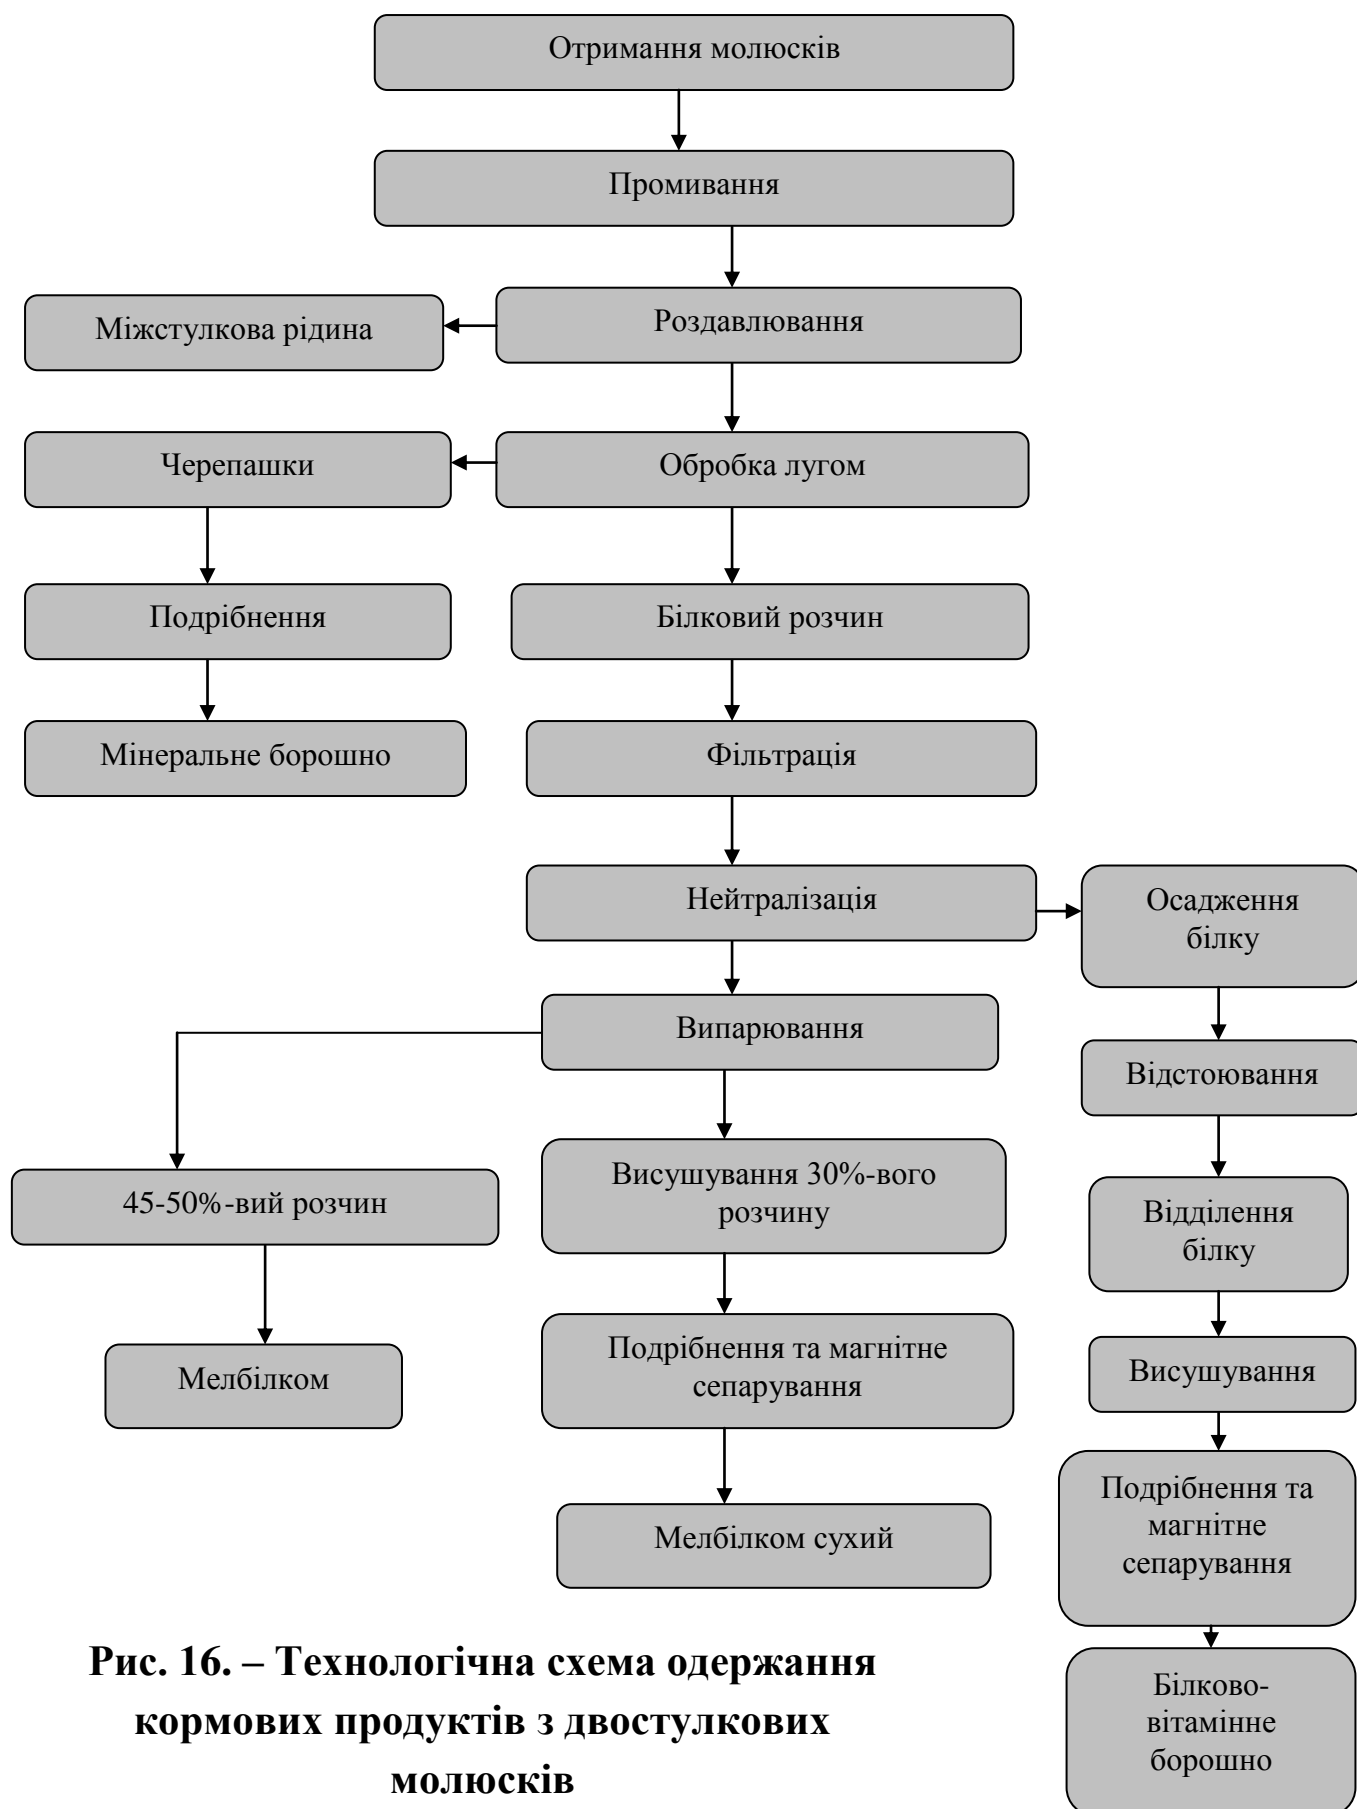 Отримання молюсків
Промивання
Роздавлювання
Міжстулкова рідина
Обробка лугом
Черепашки
Подрібнення
Білковий розчин
Мінеральне борошно
Фільтрація
Нейтралізація
Осадження
білку
Випарювання
Відстоювання
45-50%-вий розчин
Висушування 30%-вого
розчину
Відділення
білку
Мелбілком
Подрібнення та магнітне
сепарування
Висушування
Мелбілком сухий
Подрібнення та
магнітне
сепарування
Білково-
вітамінне
борошно
Рис. 16. – Технологічна схема одержання
кормових продуктів з двостулкових
молюсків